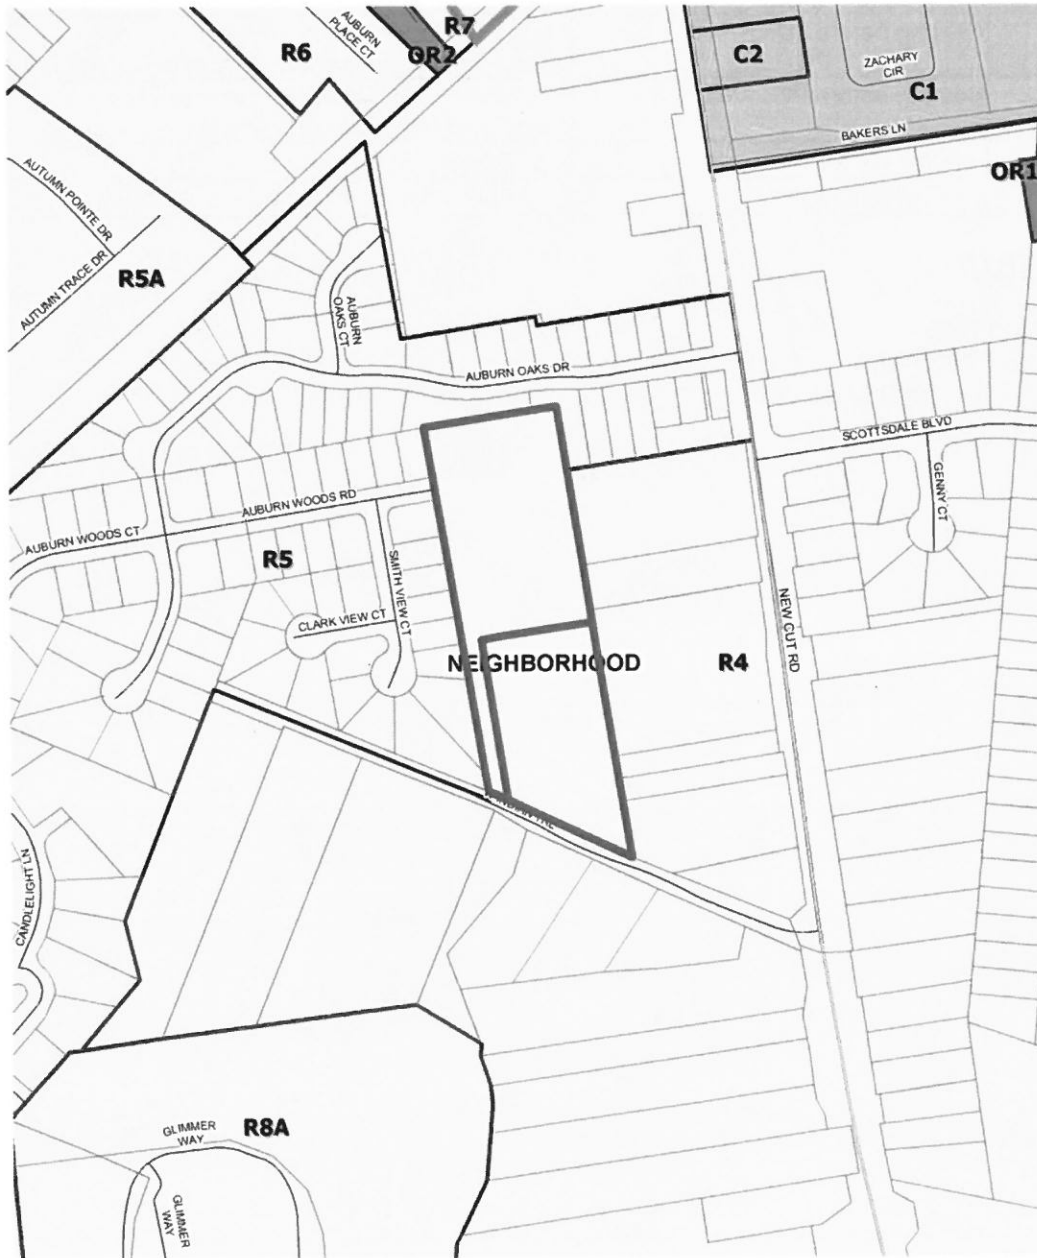 AUBURN
PLACE CT
R7
OR2
R6
C2
ZACHARY
CIR
C1
BAKERS LN
OR1
AUTUMN POINTE DR
AUTUMN TRACE DR
R5A
AUBURN
OAKS CT
AUBURN OAKS DR
SCOTTSDALE BLVD
GENNY CT
AUBURN WOODS RD
AUBURN WOODS CT
R5
SMITH VIEW CT
CLARK VIEW CT
NEW CUT RD
NEIGHBORHOOD
R4
CANDLELIGHT LN
GLIMMER
WAY
R8A
GLIMMER
WAY